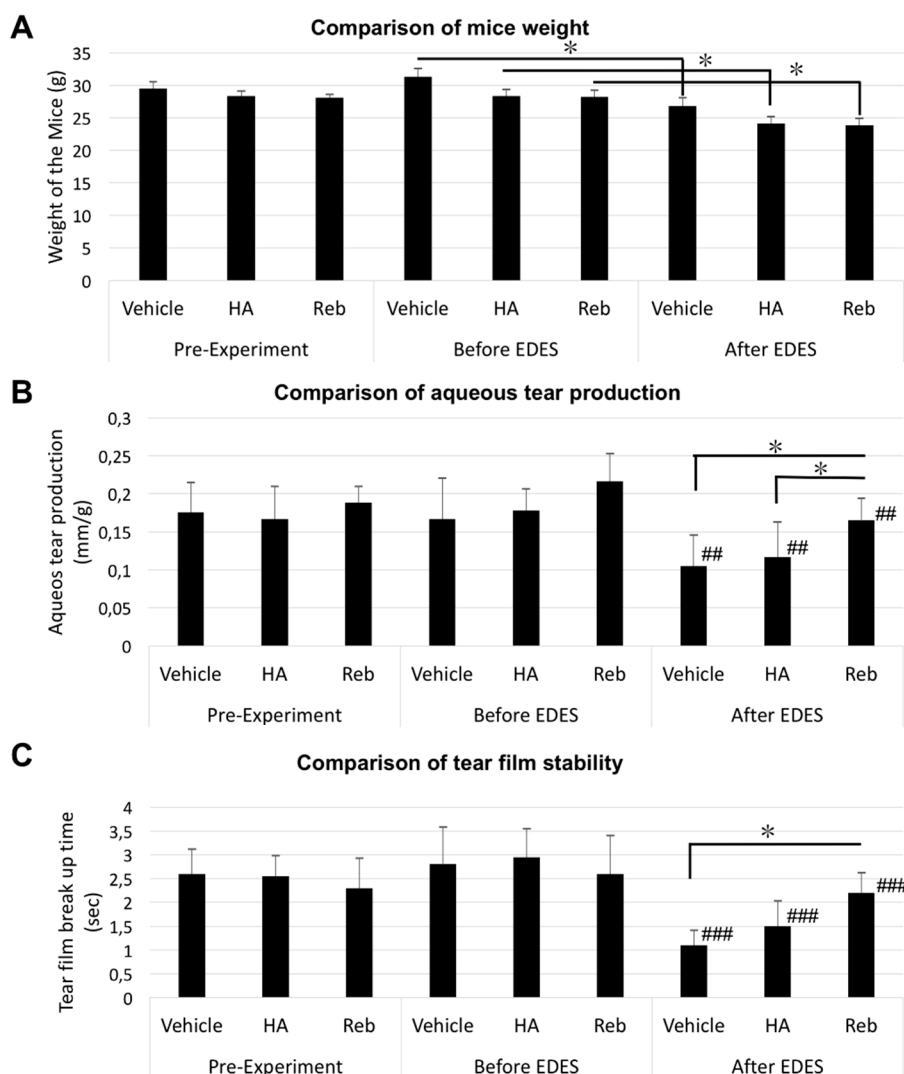 A
Comparison of mice weight
Weight of the Mice (g)
35
30
25
20
15
10
5
0
* * *
Vehicle HA Reb Vehicle HA Reb Vehicle HA Reb
Pre-Experiment Before EDES After EDES
B
Comparison of aqueous tear production
Aqueos tear production
(mm/g)
0,3
0,25
0,2
0,15
0,1
0,05
0
*
*
## ## ##
Vehicle HA Reb Vehicle HA Reb Vehicle HA Reb
Pre-Experiment Before EDES After EDES
C
Comparison of tear film stability
Tear film break up time
(sec)
4
3,5
3
2,5
2
1,5
1
0,5
0
*
### ### ###
Vehicle HA Reb Vehicle HA Reb Vehicle HA Reb
Pre-Experiment Before EDES After EDES